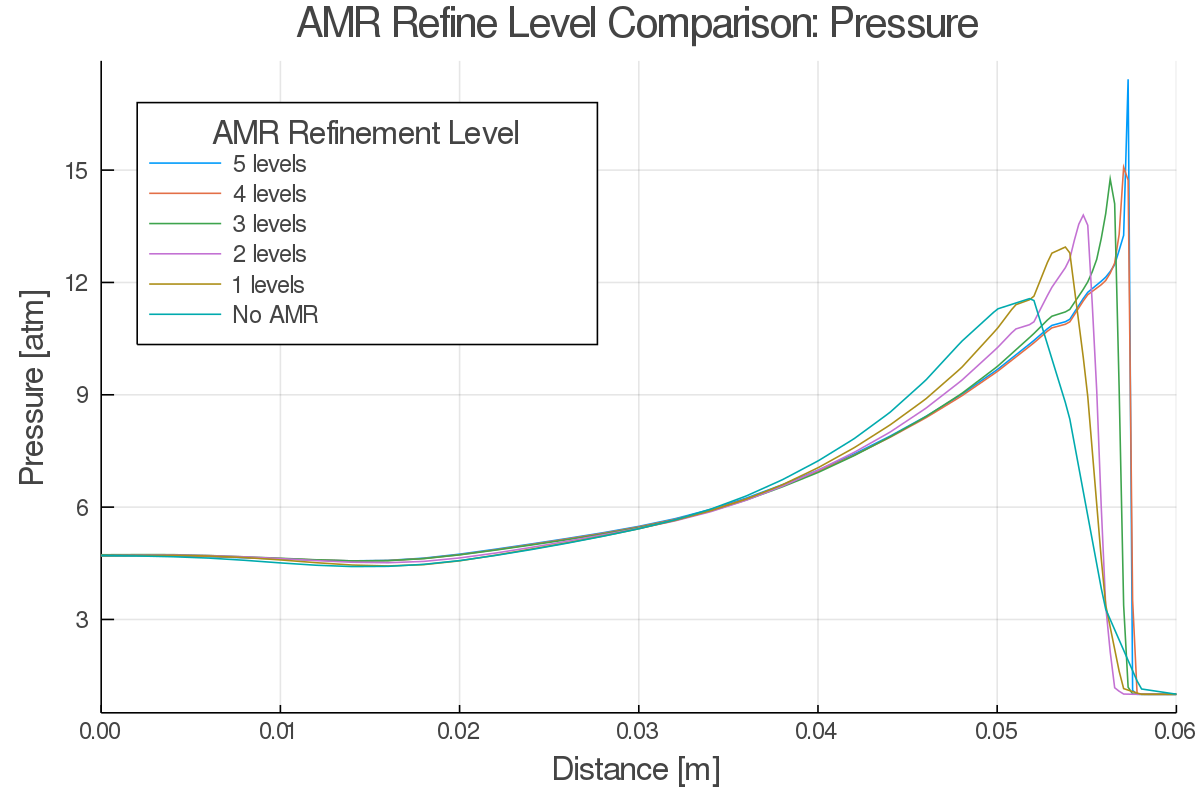 AMR Refine Level Comparison: Pressure
AMR Refinement Level
5 levels
4 levels
3 levels
2 levels
1 levels
No AMR
15
12
9
6
3
Pressure [atm]
0.00
0.01
0.02
0.03
0.04
0.05
0.06
Distance [m]